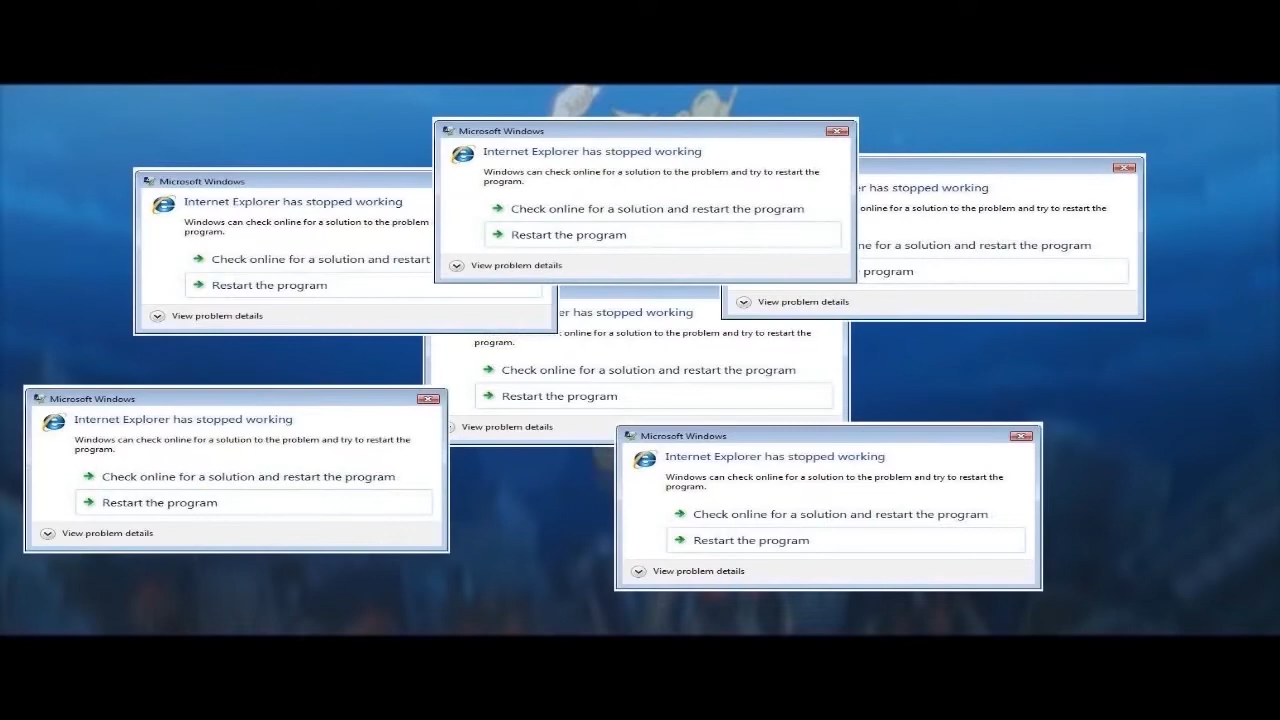 Microsoft Windows
Internet Explorer has stopped working
Windows can check online for a solution to the problem and try to restart the
program.
Check online for a solution and restart the program
Restart the program
View problem details
Microsoft Windows
Internet Explorer has stopped working
Windows can check online for a solution to the problem
program.
Check online for a solution and restart
Restart the program
View problem details
has stopped working
online for a solution to the problem and try to restart the
for a solution and restart the program
program
View problem details
has stopped working
for a solution to the problem and try to restart the
program.
Check online for a solution and restart the program
Restart the program
View problem details
Microsoft Windows
Internet Explorer has stopped working
Windows can check online for a solution to the problem and try to restart the
program.
Check online for a solution and restart the program
Restart the program
View problem details
Microsoft Windows
Internet Explorer has stopped working
Windows can check online for a solution to the problem and try to restart the
program.
Check online for a solution and restart the program
Restart the program
View problem details